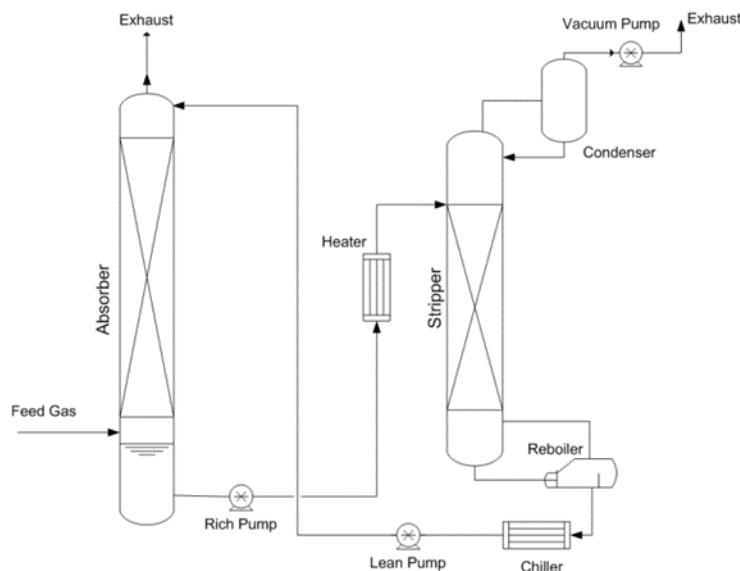 Exhaust
Vacuum Pump
Exhaust
Condenser
Heater
Absorber
Stripper
Feed Gas
Reboiler
Rich Pump
Lean Pump
Chiller